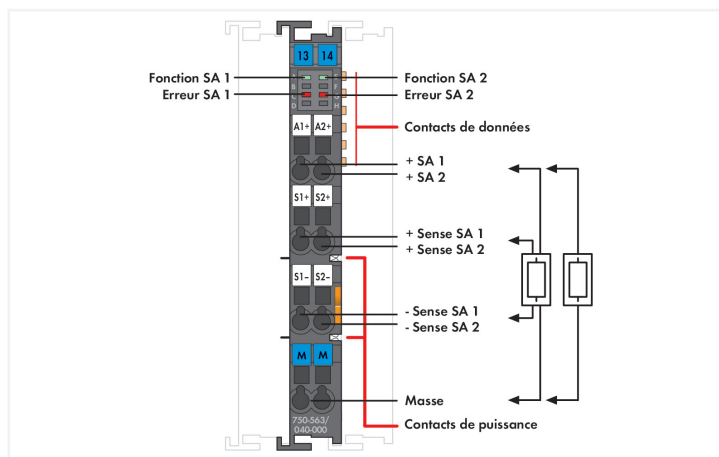 13 14
Fonction SA 1
Fonction SA 2
Erreur SA 1
Erreur SA 2
B
D
H
A1+ A2+
Contacts de données
+ SA 1
+ SA 2
S1+ S2+
+ Sense SA 1
+ Sense SA 2
S1– S2–
- Sense SA 1
- Sense SA 2
M M
Masse
750-563/
040-000
Contacts de puissance